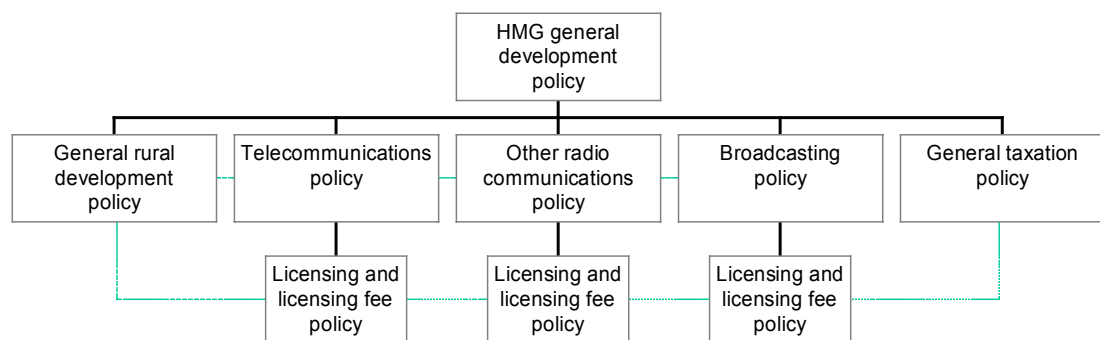 HMG general
development
policy
General rural
development
policy
Telecommunications
policy
Other radio
communications
policy
Broadcasting
policy
General taxation
policy
Licensing and
licensing fee
policy
Licensing and
licensing fee
policy
Licensing and
licensing fee
policy